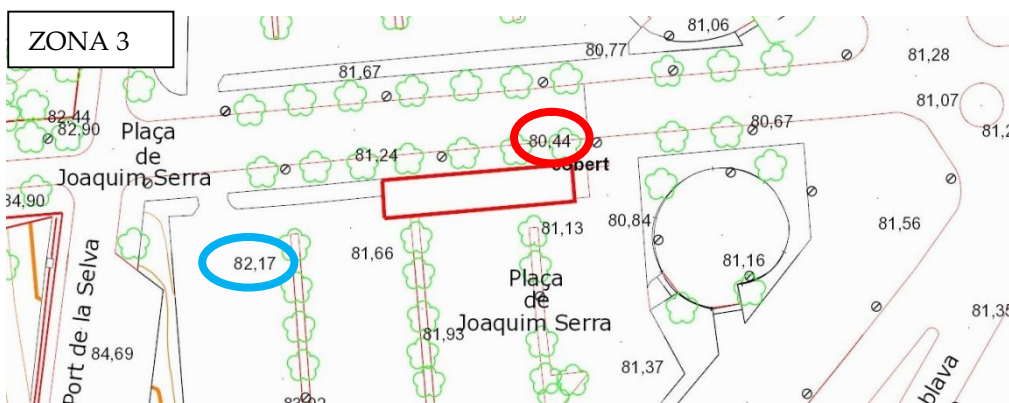 ZONA 3
81,06
80,77
81,28
81,67
81,07
82,44
82,90
80,67
Plaça
de
Joaquim Serra
81,24
80,44
cobert
84,90
80,84
81,13
81,56
81,66
82,17
81,16
Plaça
de
Joaquim Serra
Port de la Selva
81,93
84,69
81,37
81,35
blava